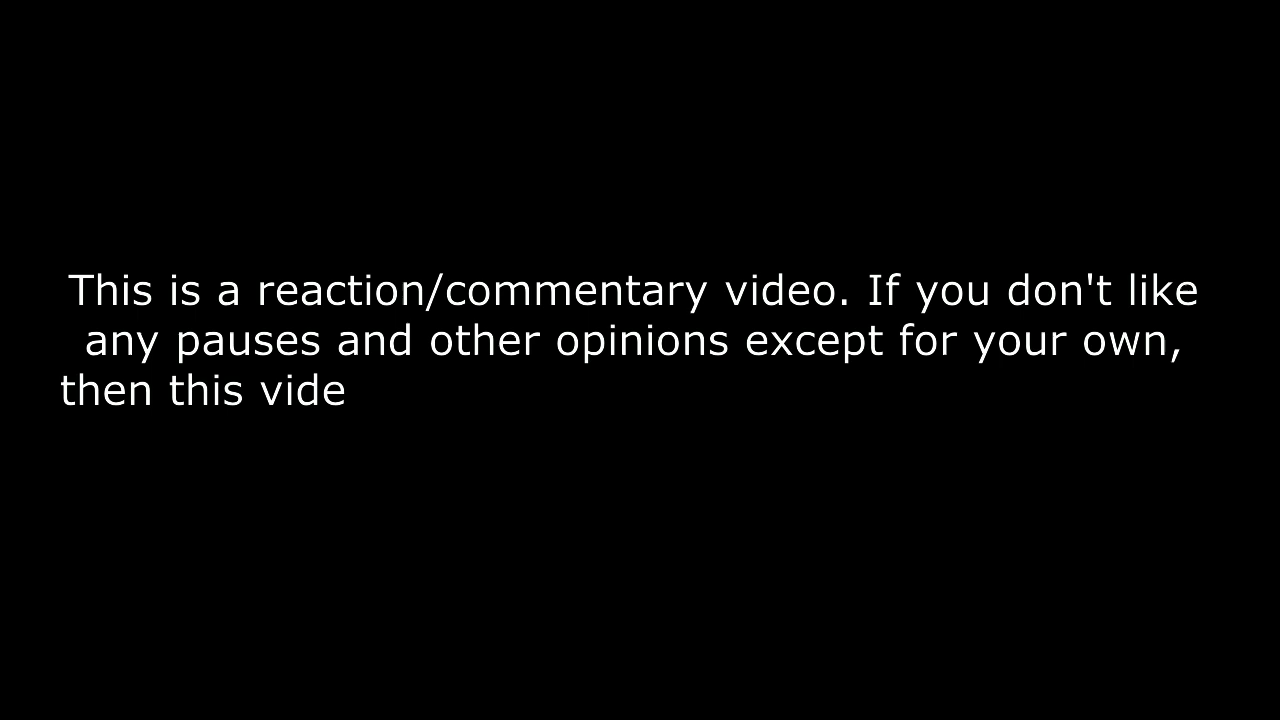 This is a reaction/commentary video. If you don't like
any pauses and other opinions except for your own,
then this vide